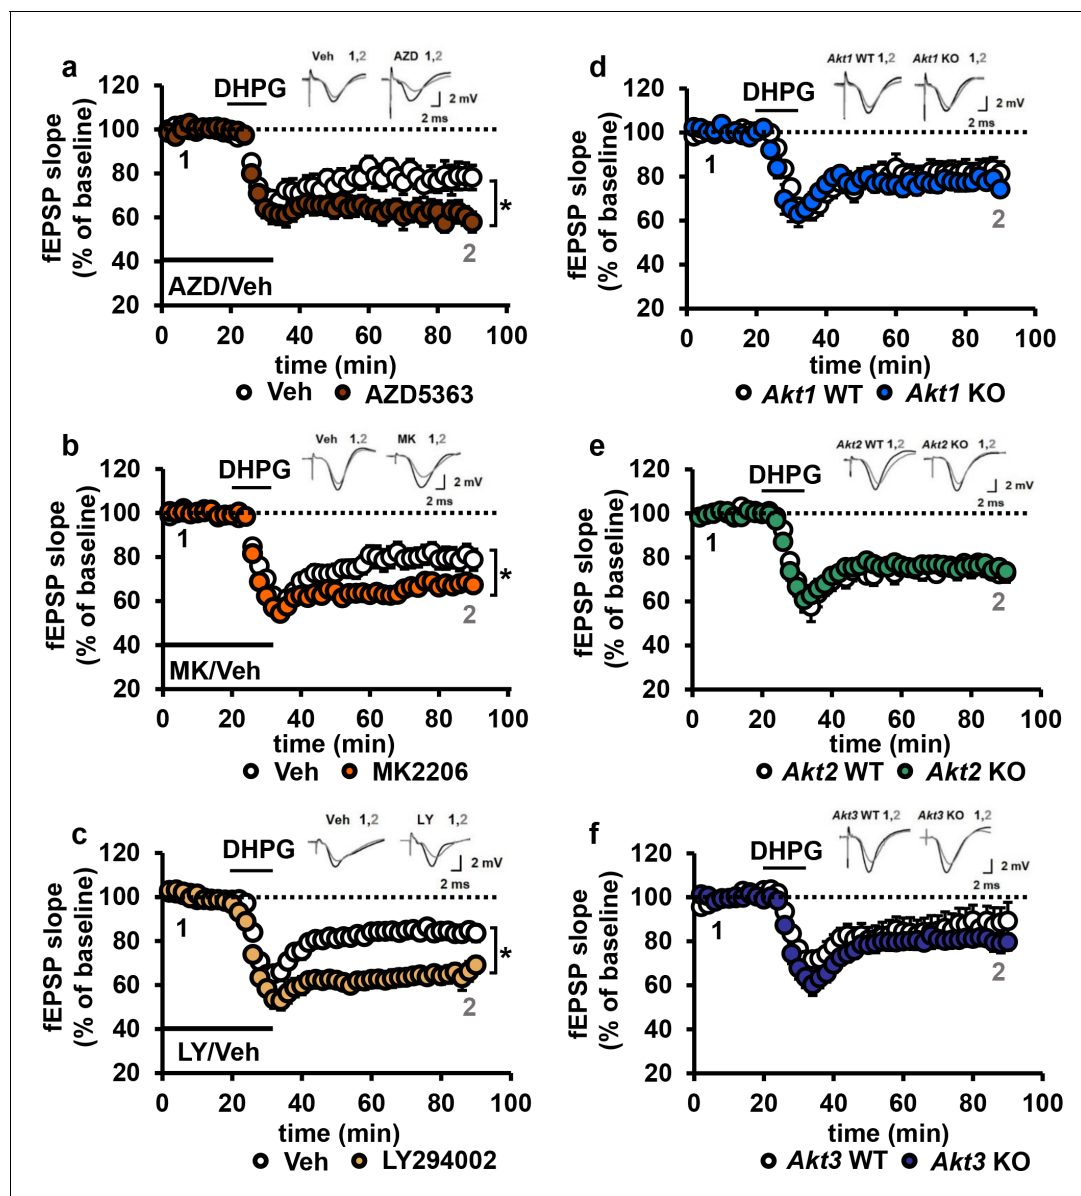 a
Veh 1,2 AZD 1,2
DHPG
2 mV
2 ms
fEPSP slope
(% of baseline)
120
100
80
60
40
20
1
*
2
AZD/Veh
0 20 40 60 80 100
time (min)
Veh AZD5363
b
Veh 1,2 MK 1,2
DHPG
2 mV
2 ms
fEPSP slope
(% of baseline)
120
100
80
60
40
20
1
*
2
MK/Veh
0 20 40 60 80 100
time (min)
Veh MK2206
c
Veh 1,2 LY 1,2
DHPG
2 mV
2 ms
fEPSP slope
(% of baseline)
120
100
80
60
40
20
1
*
2
LY/Veh
0 20 40 60 80 100
time (min)
Veh LY294002
d
Akt1 WT 1,2 Akt1 KO 1,2
DHPG
2 mV
2 ms
fEPSP slope
(% of baseline)
120
100
80
60
40
20
1
2
0 20 40 60 80 100
time (min)
Akt1 WT Akt1 KO
e
Akt2 WT 1,2 Akt2 KO 1,2
DHPG
2 mV
2 ms
fEPSP slope
(% of baseline)
120
100
80
60
40
20
1
2
0 20 40 60 80 100
time (min)
Akt2 WT Akt2 KO
f
Akt3 WT 1,2 Akt3 KO 1,2
DHPG
2 mV
2 ms
fEPSP slope
(% of baseline)
120
100
80
60
40
20
1
2
0 20 40 60 80 100
time (min)
Akt3 WT Akt3 KO